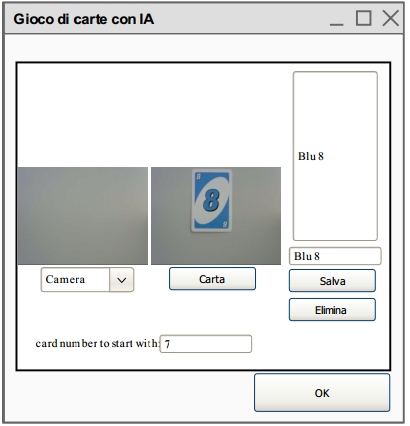 Gioco di carte con IA
Blu 8
8
8
8
Blu 8
Camera
Carta
Salva
Elimina
card number to start with:
7
OK